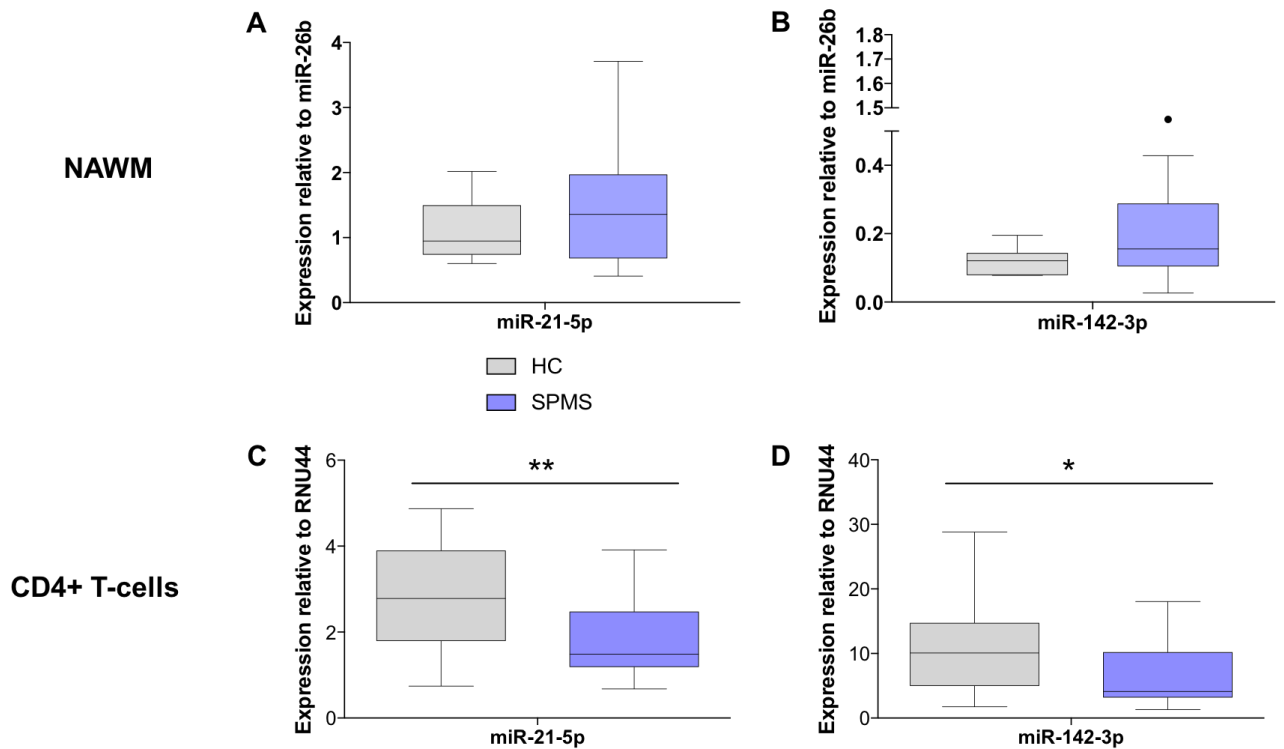 A
Expression relative to miR-26b
4
3
2
1
0
miR-21-5p
B
Expression relative to miR-26b
1.8
1.7
1.6
1.5
0.4
0.2
0.0
miR-142-3p
NAWM
HC
SPMS
C
Expression relative to RNU44
6
4
2
0
**
miR-21-5p
D
Expression relative to RNU44
40
30
20
10
0
*
miR-142-3p
CD4+ T-cells